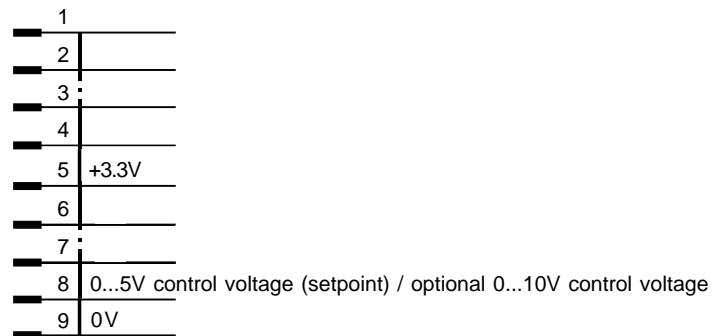 1
2
3
4
5 +3.3V
6
7
8 0...5V control voltage (setpoint) / optional 0...10V control voltage
9 0V